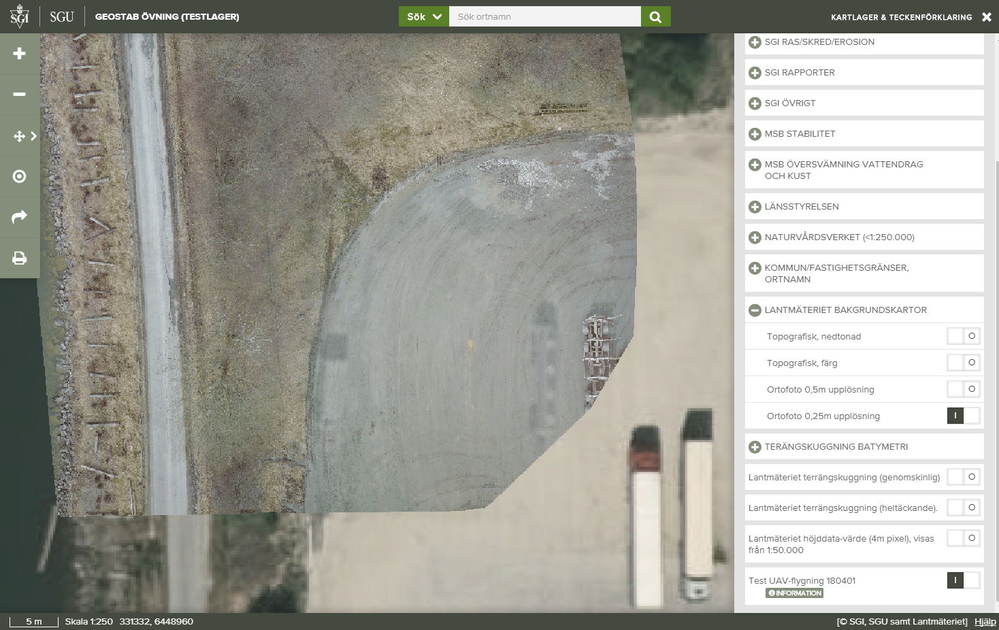 SGI
SGU
GEOSTAB ÖVNING (TESTLAGER)
Sök
Sök ortnamn
KARTLAGER & TECKENFÖRKLARING
SGI RAS/SKRED/EROSION
SGI RAPPORTER
SGI ÖVRIGT
MSB STABILITET
MSB ÖVERSVÄMNING VATTENDRAG
OCH KUST
LÄNSSTYRELSEN
NATURVÅRDSVERKET (<1:250.000)
KOMMUN/FASTIGHETSGRÄNSER,
ORTNAMN
LANTMÄTERIET BAKGRUNDSKARTOR
Topografisk, nedtonad
O
Topografisk, färg
O
Ortofoto 0,5m upplösning
O
Ortofoto 0,25m upplösning
I
TERÄNGSKUGGNING BATYMETRI
Lantmäteriet terrängskuggning (genomskinlig)
O
Lantmäteriet terrängskuggning (heltäckande).
O
Lantmäteriet höjddata-värde (4m pixel), visas
från 1:50.000
O
Test UAV-flygning 180401
I
INFORMATION
5 m
Skala 1:250
331332, 6448960
[© SGI, SGU samt Lantmäteriet]
Hjälp